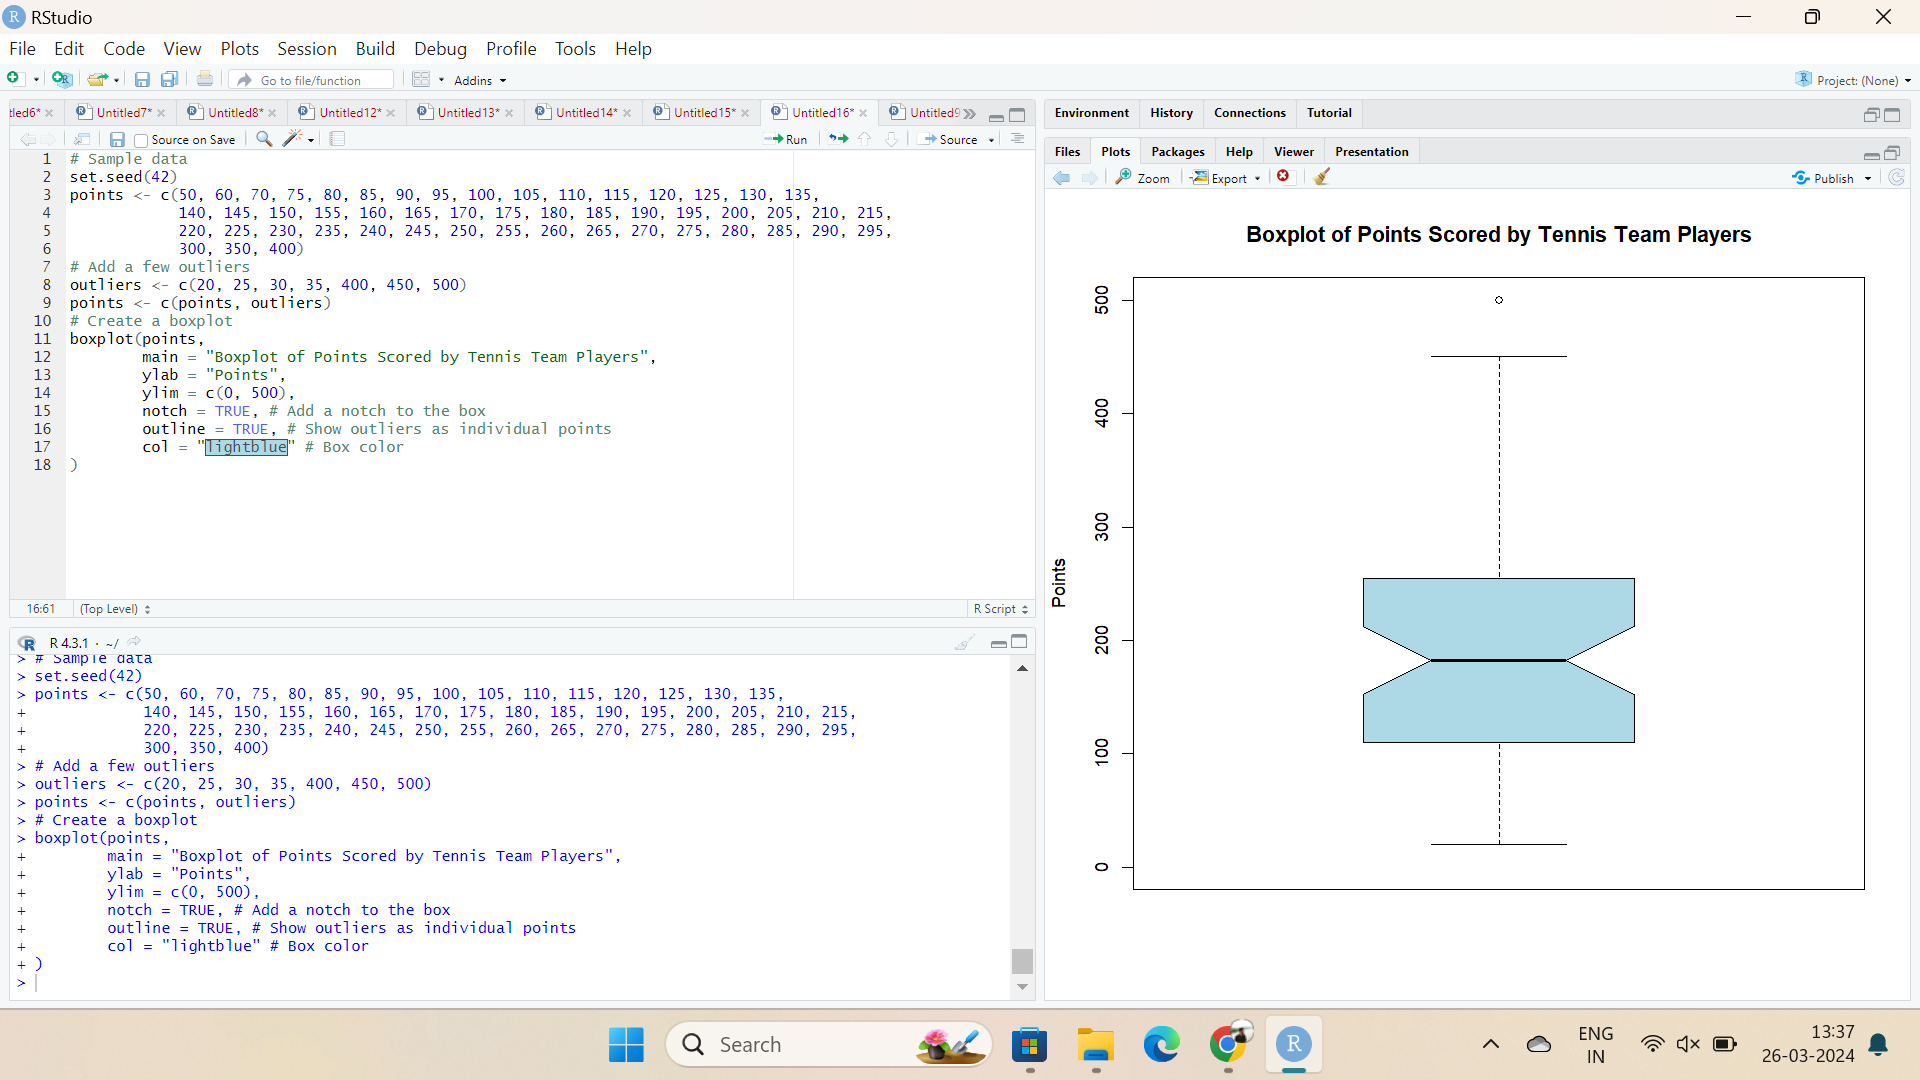 RStudio
File Edit Code View Plots Session Build Debug Profile Tools Help
Go to file/function Addins Project: (None)
tled6* Untitled7* Untitled8* Untitled12* Untitled13* Untitled14* Untitled15* Untitled16* Untitled9
Source on Save Run Source
1 # Sample data
2 set.seed(42)
3 points <- c(50, 60, 70, 75, 80, 85, 90, 95, 100, 105, 110, 115, 120, 125, 130, 135,
4 140, 145, 150, 155, 160, 165, 170, 175, 180, 185, 190, 195, 200, 205, 210, 215,
5 220, 225, 230, 235, 240, 245, 250, 255, 260, 265, 270, 275, 280, 285, 290, 295,
6 300, 350, 400)
7 # Add a few outliers
8 outliers <- c(20, 25, 30, 35, 400, 450, 500)
9 points <- c(points, outliers)
10 # Create a boxplot
11 boxplot(points,
12 main = "Boxplot of Points Scored by Tennis Team Players",
13 ylab = "Points",
14 ylim = c(0, 500),
15 notch = TRUE, # Add a notch to the box
16 outline = TRUE, # Show outliers as individual points
17 col = "lightblue" # Box color
18 )
16:61 (Top Level) R Script
R 4.3.1 · ~/
> # Sample data
> set.seed(42)
> points <- c(50, 60, 70, 75, 80, 85, 90, 95, 100, 105, 110, 115, 120, 125, 130, 135,
+ 140, 145, 150, 155, 160, 165, 170, 175, 180, 185, 190, 195, 200, 205, 210, 215,
+ 220, 225, 230, 235, 240, 245, 250, 255, 260, 265, 270, 275, 280, 285, 290, 295,
+ 300, 350, 400)
> # Add a few outliers
> outliers <- c(20, 25, 30, 35, 400, 450, 500)
> points <- c(points, outliers)
> # Create a boxplot
> boxplot(points,
+ main = "Boxplot of Points Scored by Tennis Team Players",
+ ylab = "Points",
+ ylim = c(0, 500),
+ notch = TRUE, # Add a notch to the box
+ outline = TRUE, # Show outliers as individual points
+ col = "lightblue" # Box color
+ )
>
Environment History Connections Tutorial
Files Plots Packages Help Viewer Presentation
Zoom Export Publish
Boxplot of Points Scored by Tennis Team Players
500
400
300
200
100
0
Points
Search
ENG
IN
13:37
26-03-2024